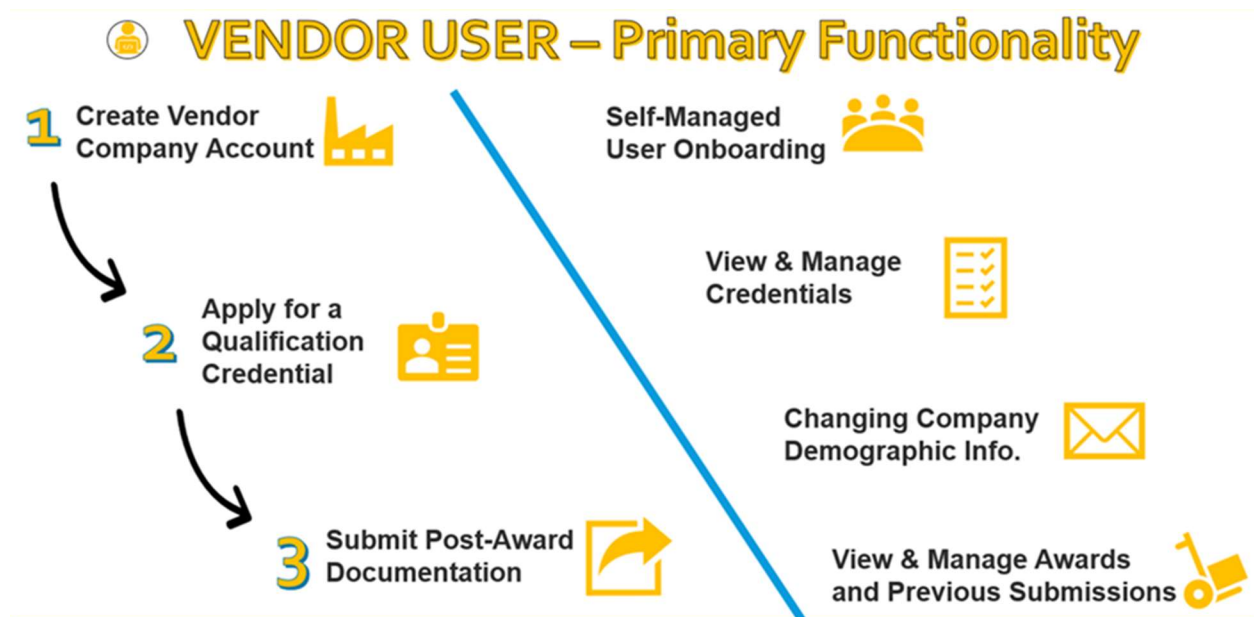 VENDOR USER – Primary Functionality
1
Create Vendor
Company Account
2
Apply for a
Qualification
Credential
3
Submit Post-Award
Documentation
Self-Managed
User Onboarding
View & Manage
Credentials
Changing Company
Demographic Info.
View & Manage Awards
and Previous Submissions